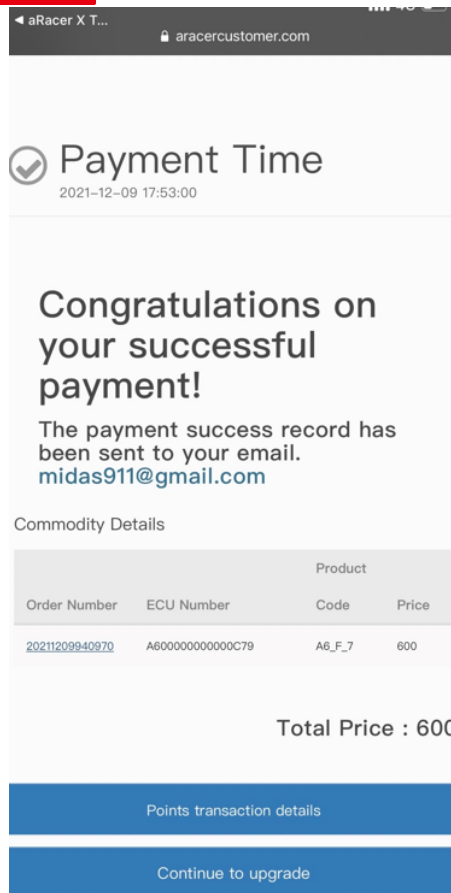 ◀ aRacer X T...
aracercustomer.com
Payment Time
2021-12-09 17:53:00
Congratulations on
your successful
payment!
The payment success record has
been sent to your email.
midas911@gmail.com
Commodity Details
Product
Order Number ECU Number Code Price
20211209940970 A600000000000C79 A6_F_7 600
Total Price : 600
Points transaction details
Continue to upgrade